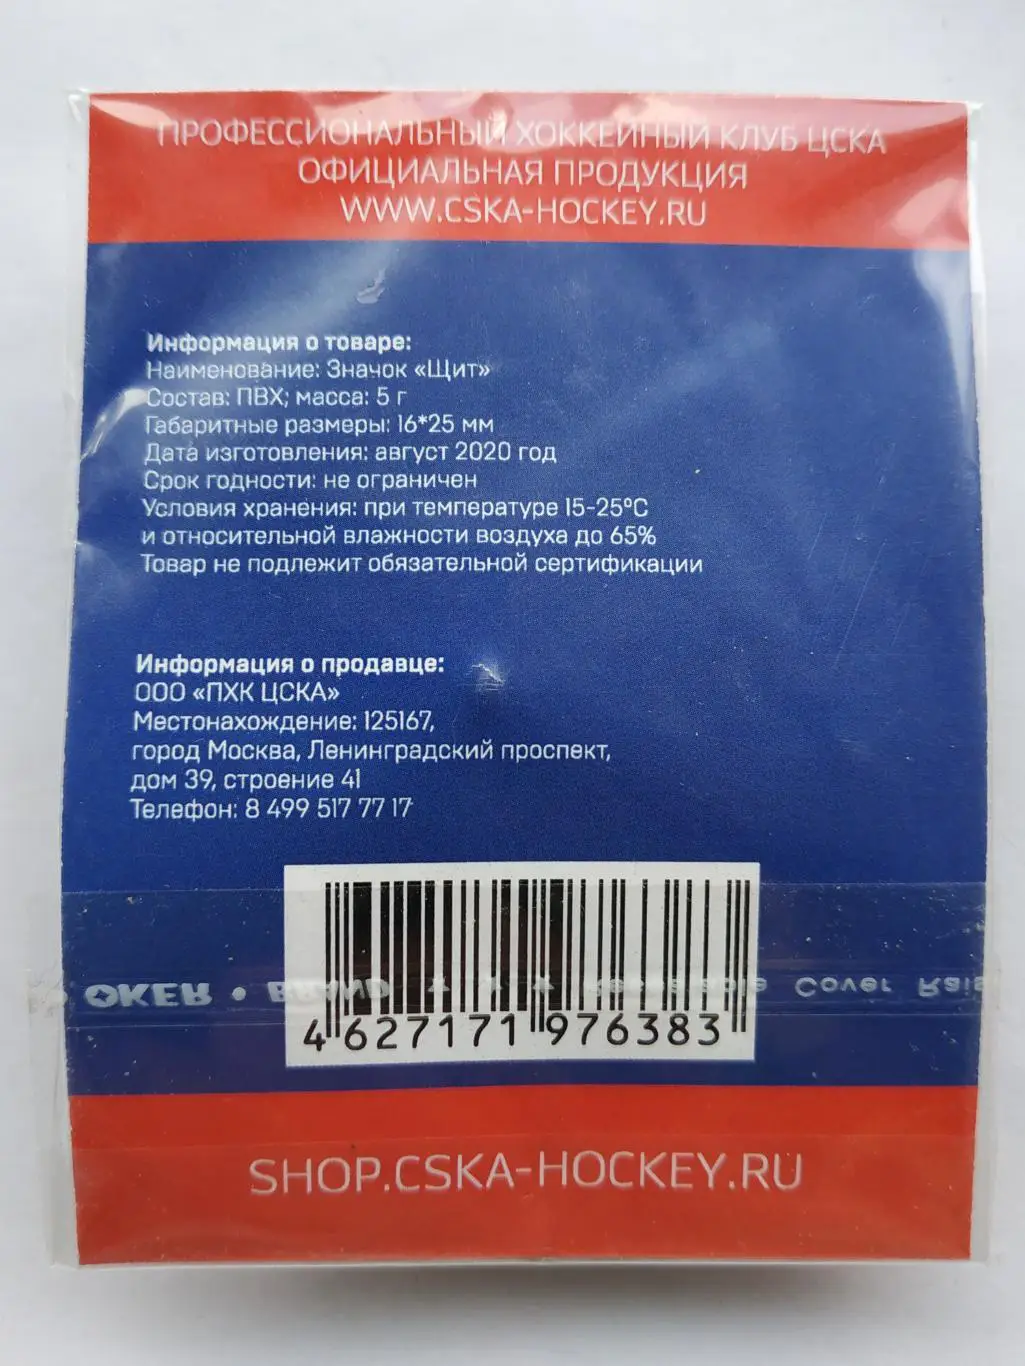 ПРОФЕССИОНАЛЬНЫЙ ХОККЕЙНЫЙ КЛУБ ЦСКА
ОФИЦИАЛЬНАЯ ПРОДУКЦИЯ
WWW.CSKA-HOCKEY.RU
Информация о товаре:
Наименование: Значок «Щит»
Состав: ПВХ; масса: 5 г
Габаритные размеры: 16*25 мм
Дата изготовления: август 2020 год
Срок годности: не ограничен
Условия хранения: при температуре 15-25°C
и относительной влажности воздуха до 65%
Товар не подлежит обязательной сертификации
Информация о продавце:
ООО «ПХК ЦСКА»
Местонахождение: 125167,
город Москва, Ленинградский проспект,
дом 39, строение 41
Телефон: 8 499 517 77 17
OKER • BRAND Cover
4 627171 976383
SHOP.CSKA-HOCKEY.RU